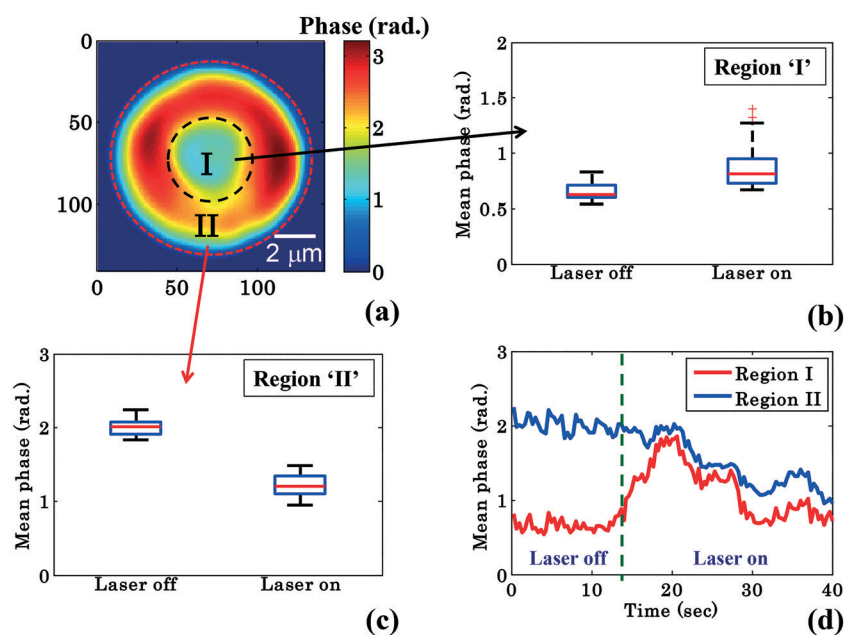 Phase (rad.)
0
50
100
0
50
100
I
II
2 μm
3
2
1
0
(a)
Mean phase (rad.)
2
1.5
1
0.5
0
Region 'I'
Laser off
Laser on
(b)
Mean phase (rad.)
3
2
1
0
Region 'II'
Laser off
Laser on
(c)
Mean phase (rad.)
3
2
1
0
Region I
Region II
Laser off
Laser on
0
10
20
30
40
Time (sec)
(d)